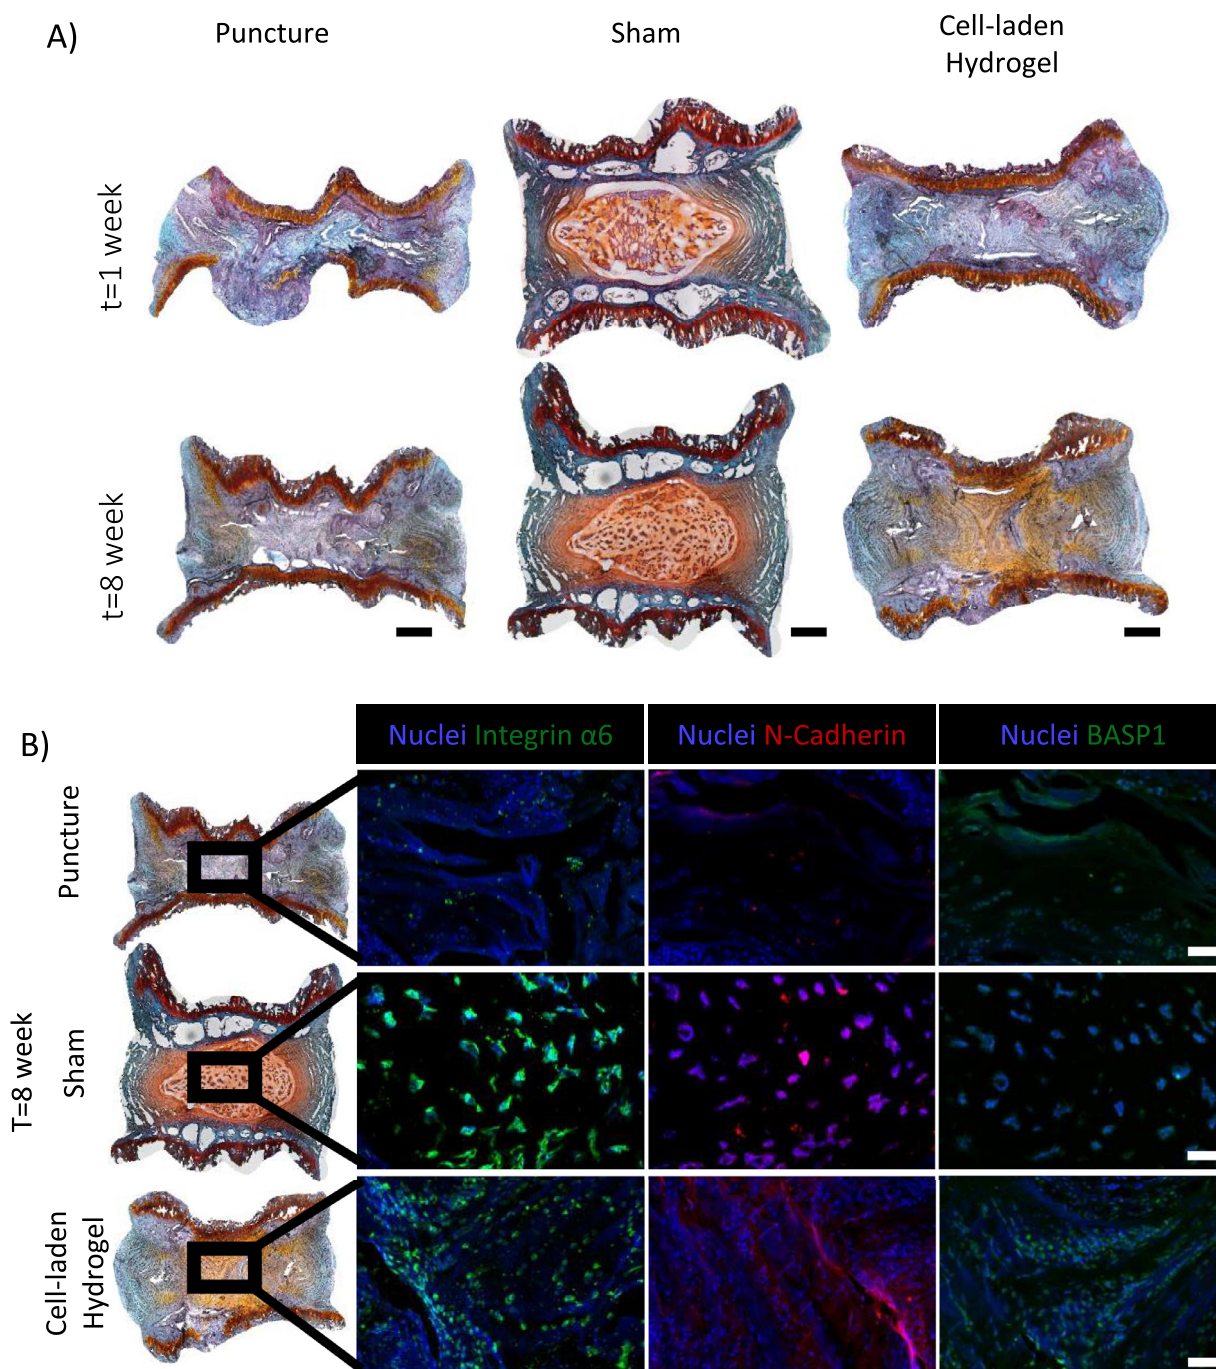 A)
Puncture
Sham
Cell-laden
Hydrogel
t=1 week
t=8 week
B)
Nuclei Integrin α6
Nuclei N-Cadherin
Nuclei BASP1
T=8 week
Puncture
Sham
Cell-laden
Hydrogel